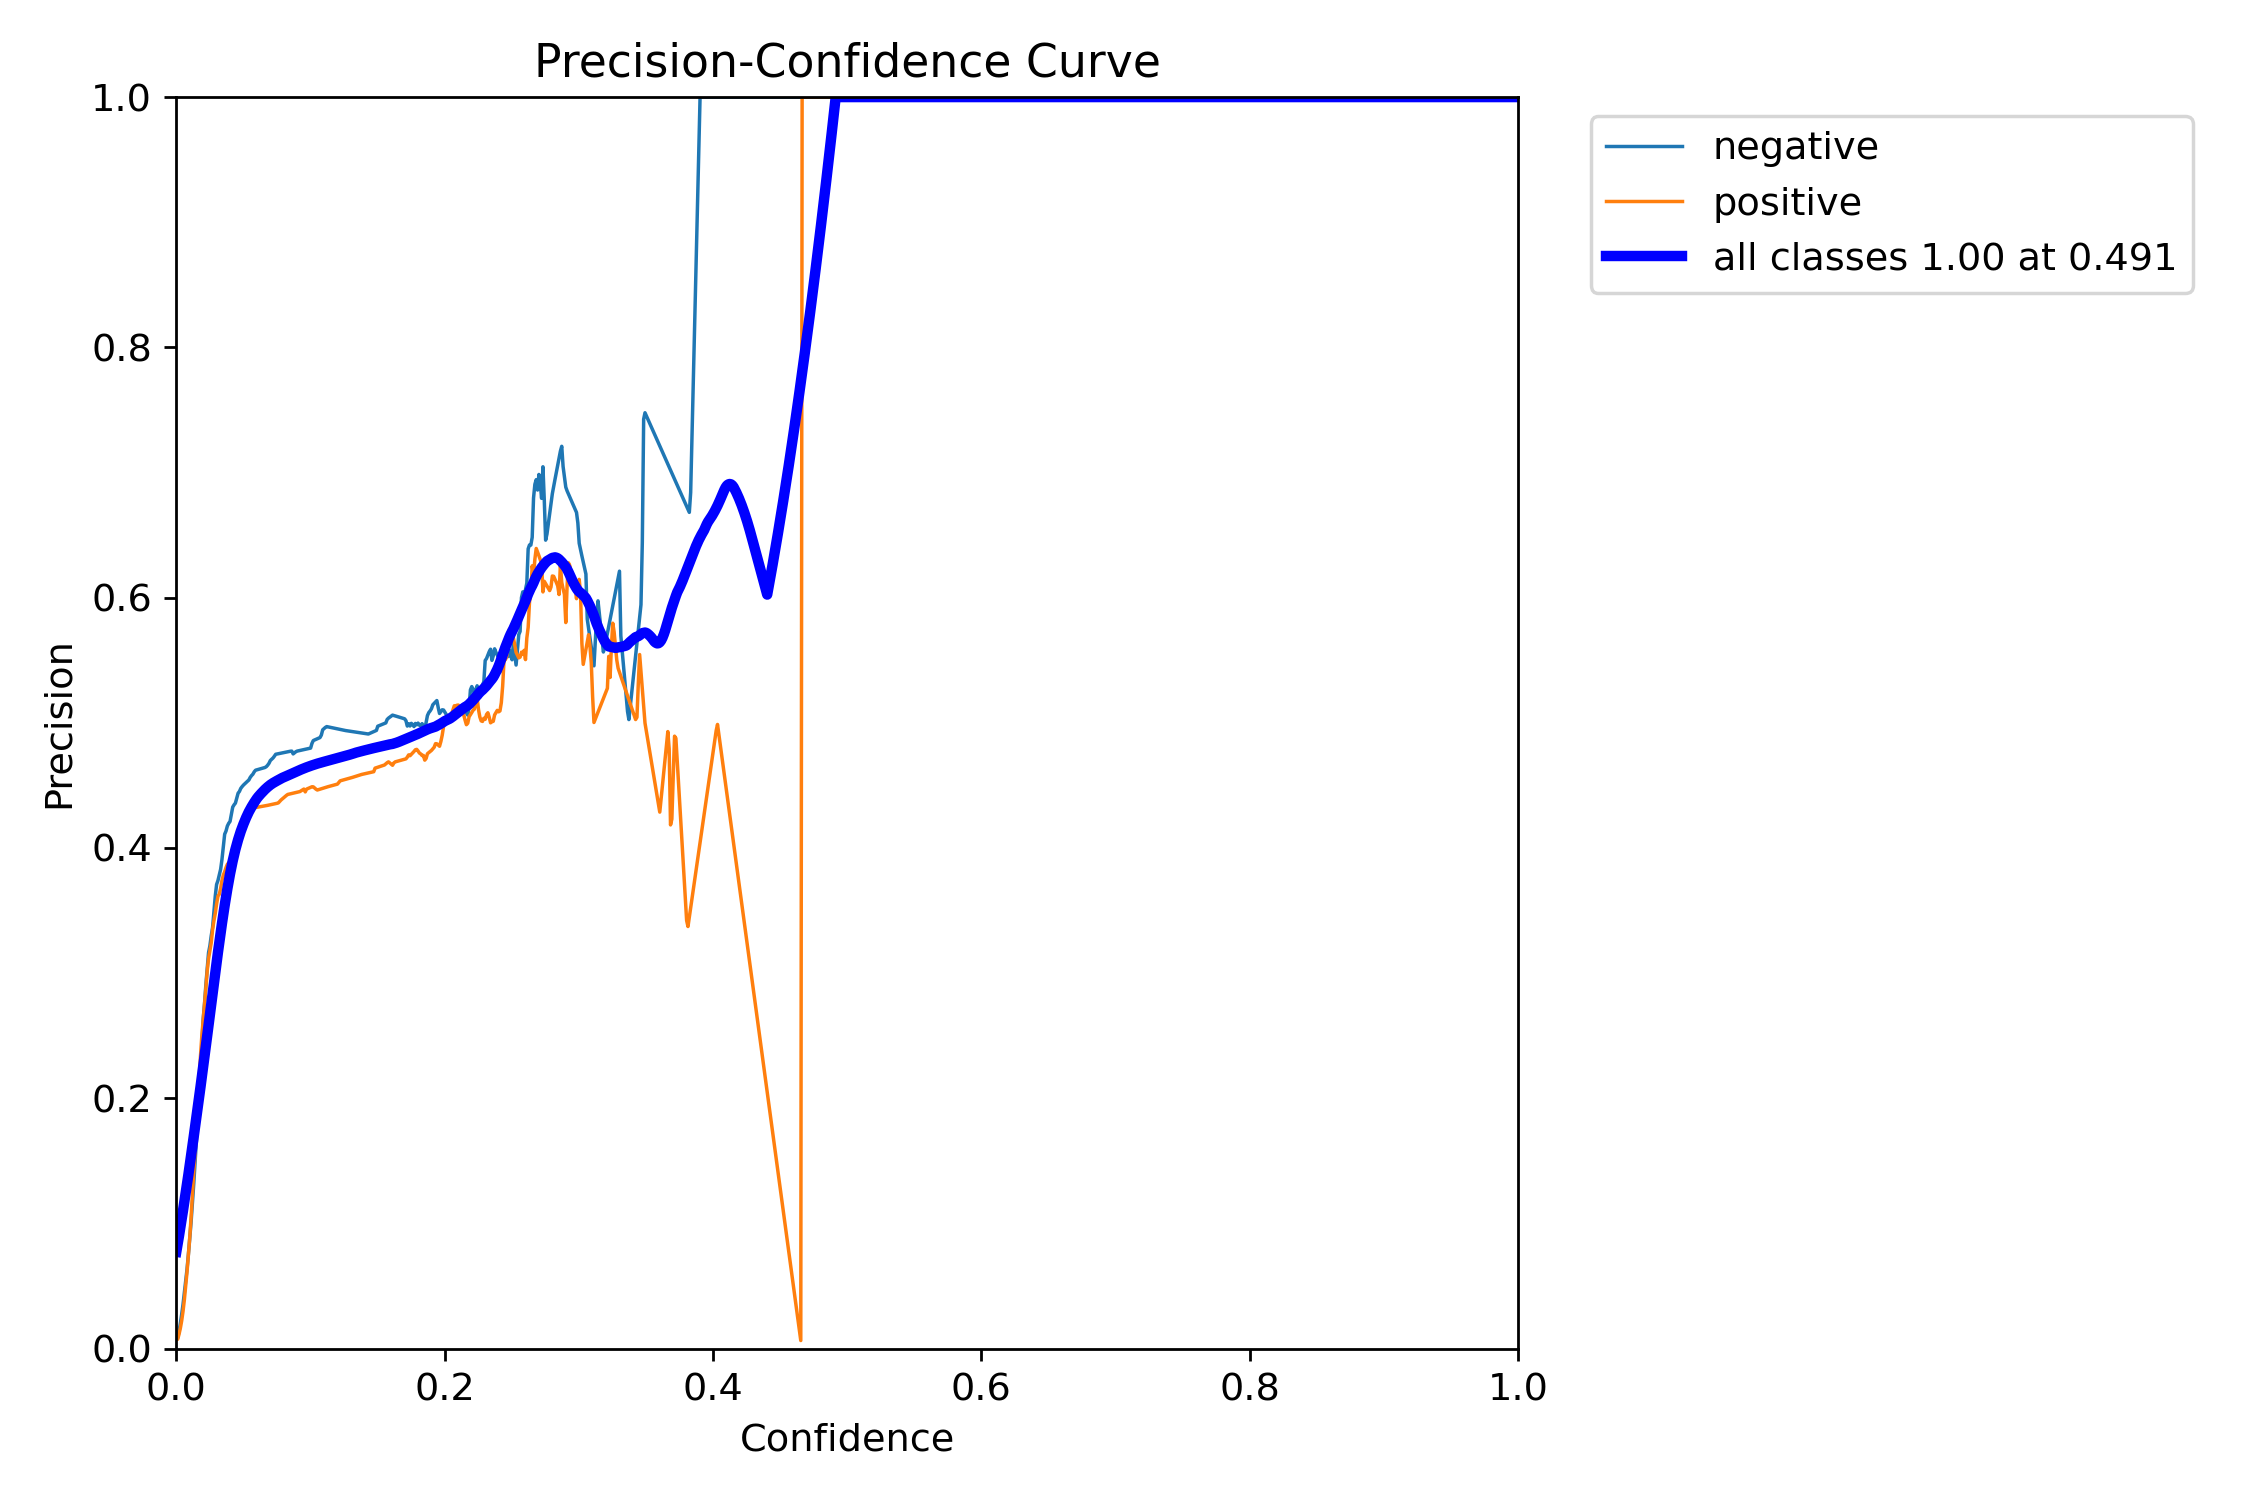 Precision-Confidence Curve
1.0
0.8
0.6
0.4
0.2
0.0
Precision
0.0 0.2 0.4 0.6 0.8 1.0
Confidence
negative
positive
all classes 1.00 at 0.491